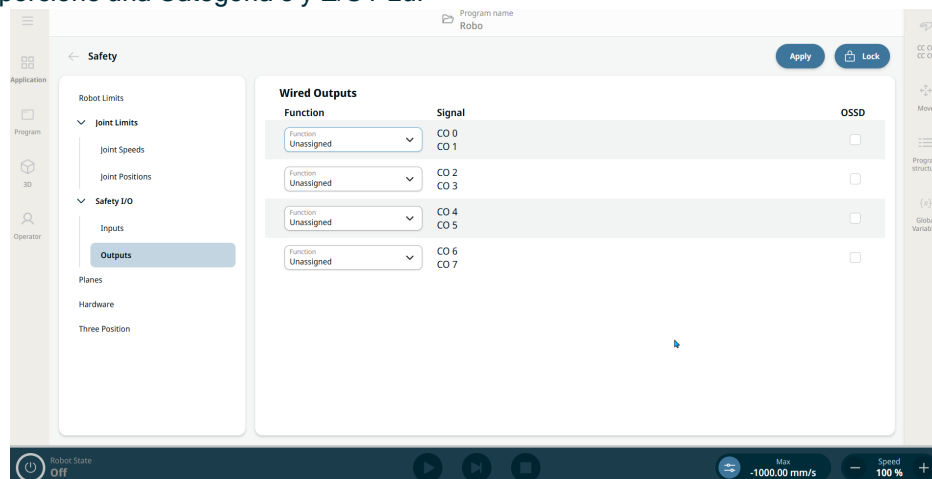 Program name
Robo
Safety
Apply
Lock
Application
Program
3D
Operator
Robot Limits
Joint Limits
Joint Speeds
Joint Positions
Safety I/O
Inputs
Outputs
Planes
Hardware
Three Position
Wired Outputs
Function Signal OSSD
Function
Unassigned
CO 0
CO 1
Function
Unassigned
CO 2
CO 3
Function
Unassigned
CO 4
CO 5
Function
Unassigned
CO 6
CO 7
Robot State
Off
Max
-1000.00 mm/s
Speed
100 %